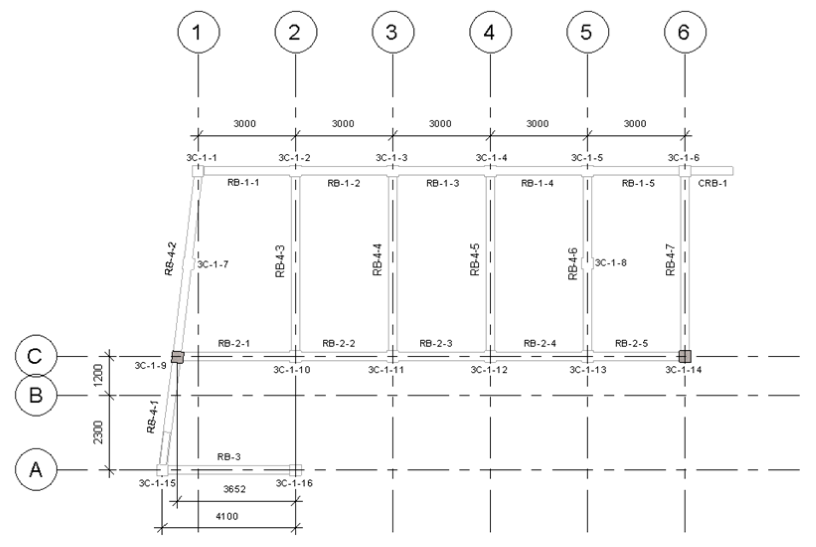 1 2 3 4 5 6
3000 3000 3000 3000 3000
3C-1-1 3C-1-2 3C-1-3 3C-1-4 3C-1-5 3C-1-6
RB-1-1 RB-1-2 RB-1-3 RB-1-4 RB-1-5 CRB-1
RB-4-2 RB-4-3 RB-4-4 RB-4-5 RB-4-6 RB-4-7
3C-1-7 3C-1-8
RB-2-1 RB-2-2 RB-2-3 RB-2-4 RB-2-5
C
3C-1-9 3C-1-10 3C-1-11 3C-1-12 3C-1-13 3C-1-14
1200
B
RB-4-1
2300
RB-3
A
3C-1-15 3C-1-16
3652
4100